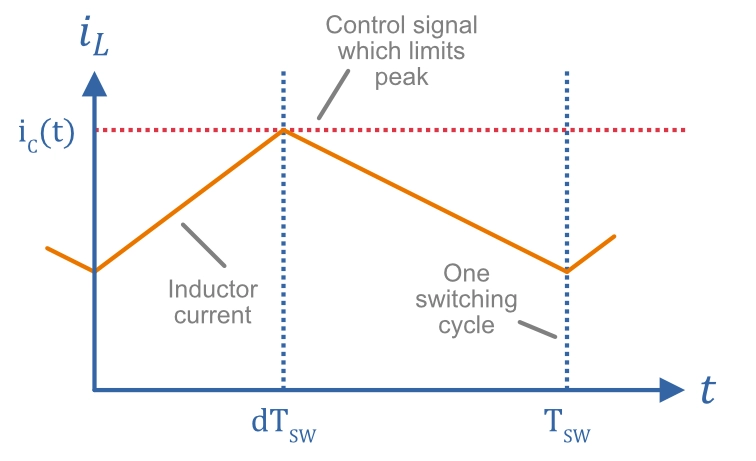 i_L
Control signal
which limits
peak
i_C(t)
Inductor
current
One
switching
cycle
t
dT_SW
T_SW